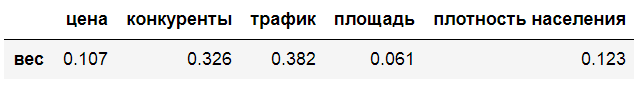 цена конкуренты трафик площадь плотность населения
вес 0.107 0.326 0.382 0.061 0.123